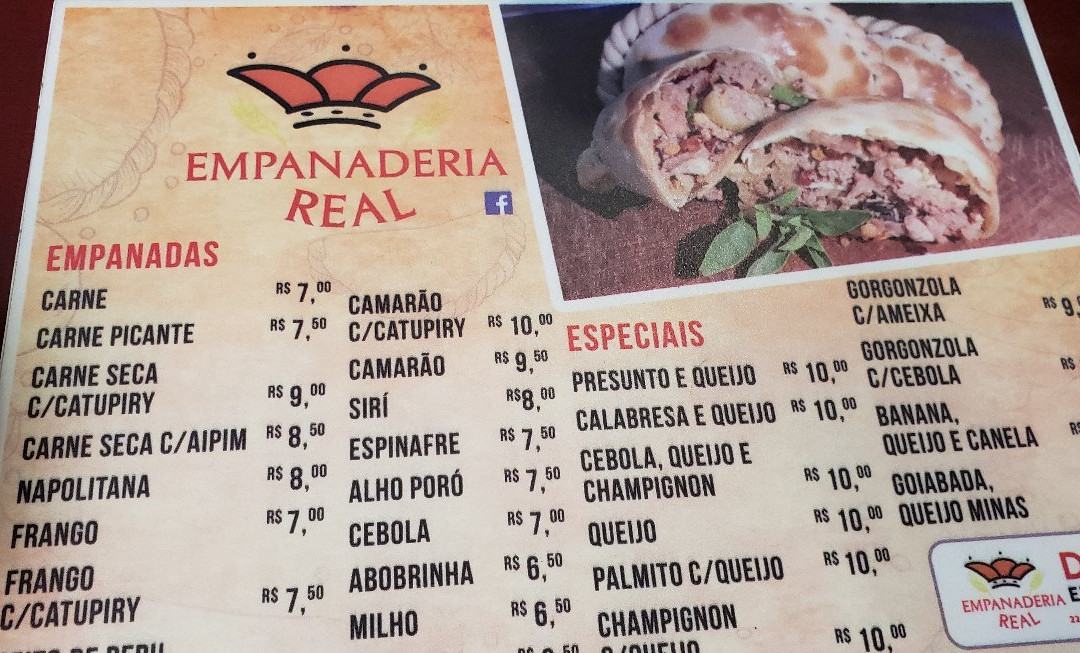 EMPANADERIA
REAL
EMPANADAS
CARNE R$ 7,00
CARNE PICANTE R$ 7,50
CARNE SECA
C/CATUPIRY R$ 9,00
CARNE SECA C/AIPIM R$ 8,50
NAPOLITANA R$ 8,00
FRANGO R$ 7,00
FRANGO
C/CATUPIRY R$ 7,50
CAMARÃO
C/CATUPIRY R$ 10,00
CAMARÃO R$ 9,50
SIRÍ R$ 8,00
ESPINAFRE R$ 7,50
ALHO PORÓ R$ 7,50
CEBOLA R$ 7,00
ABOBRINHA R$ 6,50
MILHO R$ 6,50
ESPECIAIS
PRESUNTO E QUEIJO R$ 10,00
CALABRESA E QUEIJO R$ 10,00
CEBOLA, QUEIJO E
CHAMPIGNON R$ 10,00
QUEIJO R$ 10,00
PALMITO C/QUEIJO R$ 10,00
CHAMPIGNON
C/QUEIJO R$ 10,00
GORGONZOLA
C/AMEIXA R$ 9,
GORGONZOLA
C/CEBOLA R$
BANANA,
QUEIJO E CANELA R$
GOIABADA,
QUEIJO MINAS
EMPANADERIA
REAL
22